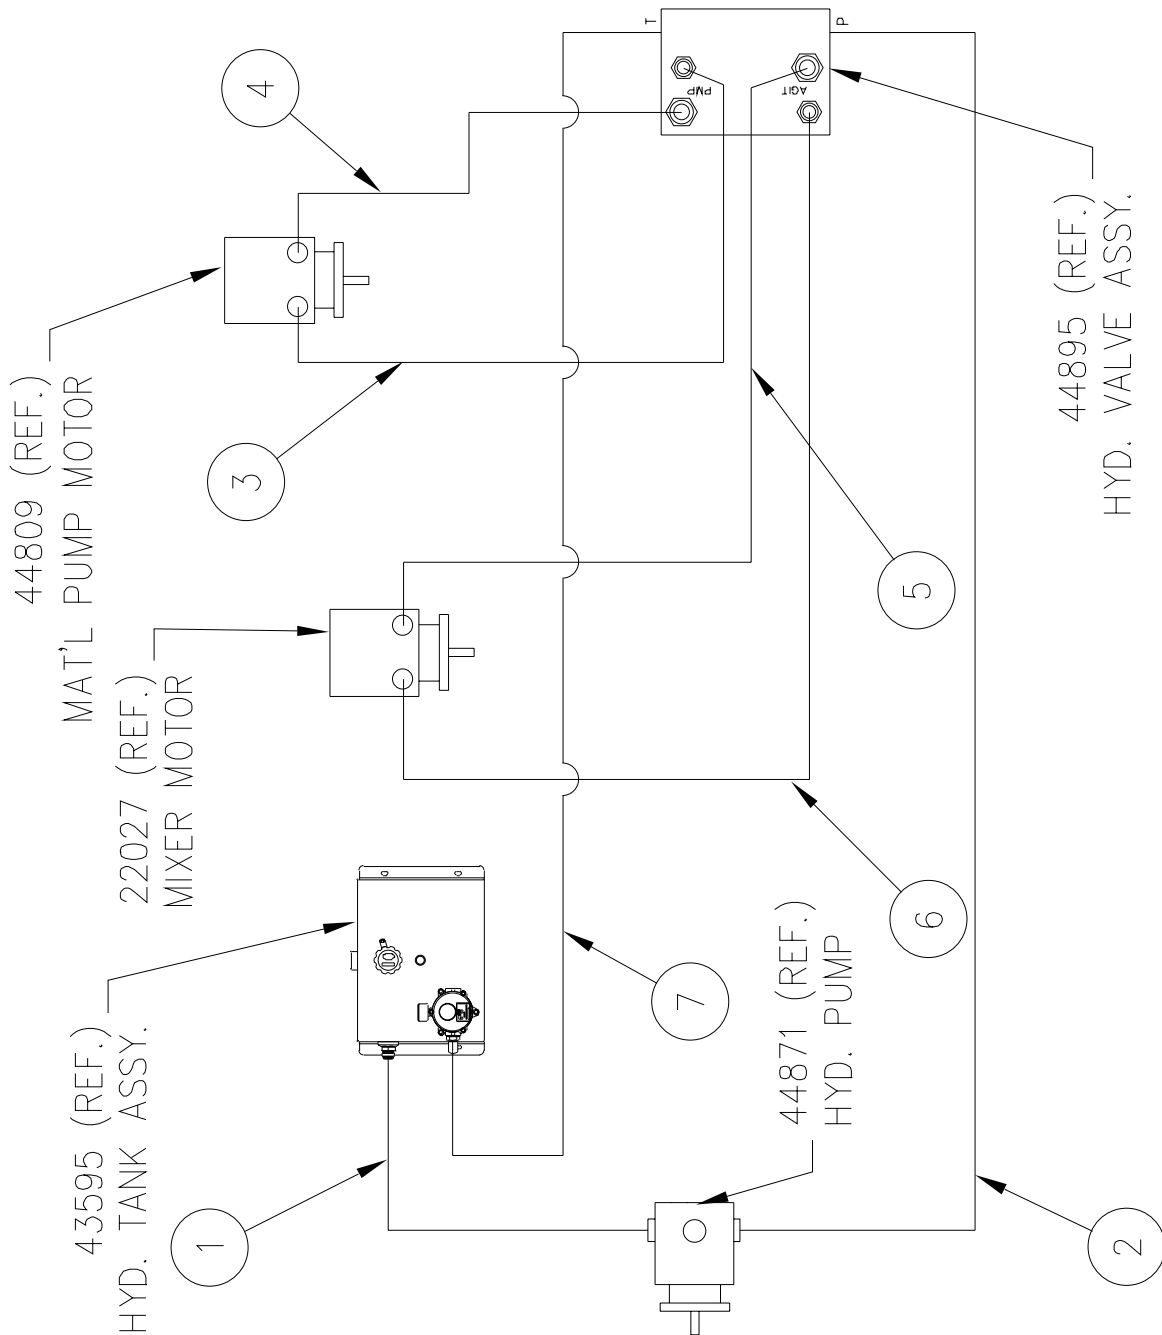 44809 (REF.)
MAT'L PUMP MOTOR
22027 (REF.)
MIXER MOTOR
43595 (REF.)
HYD. TANK ASSY.
44871 (REF.)
HYD. PUMP
44895 (REF.)
HYD. VALVE ASSY.
T
P
PMP
AGIT
1
2
3
4
5
6
7